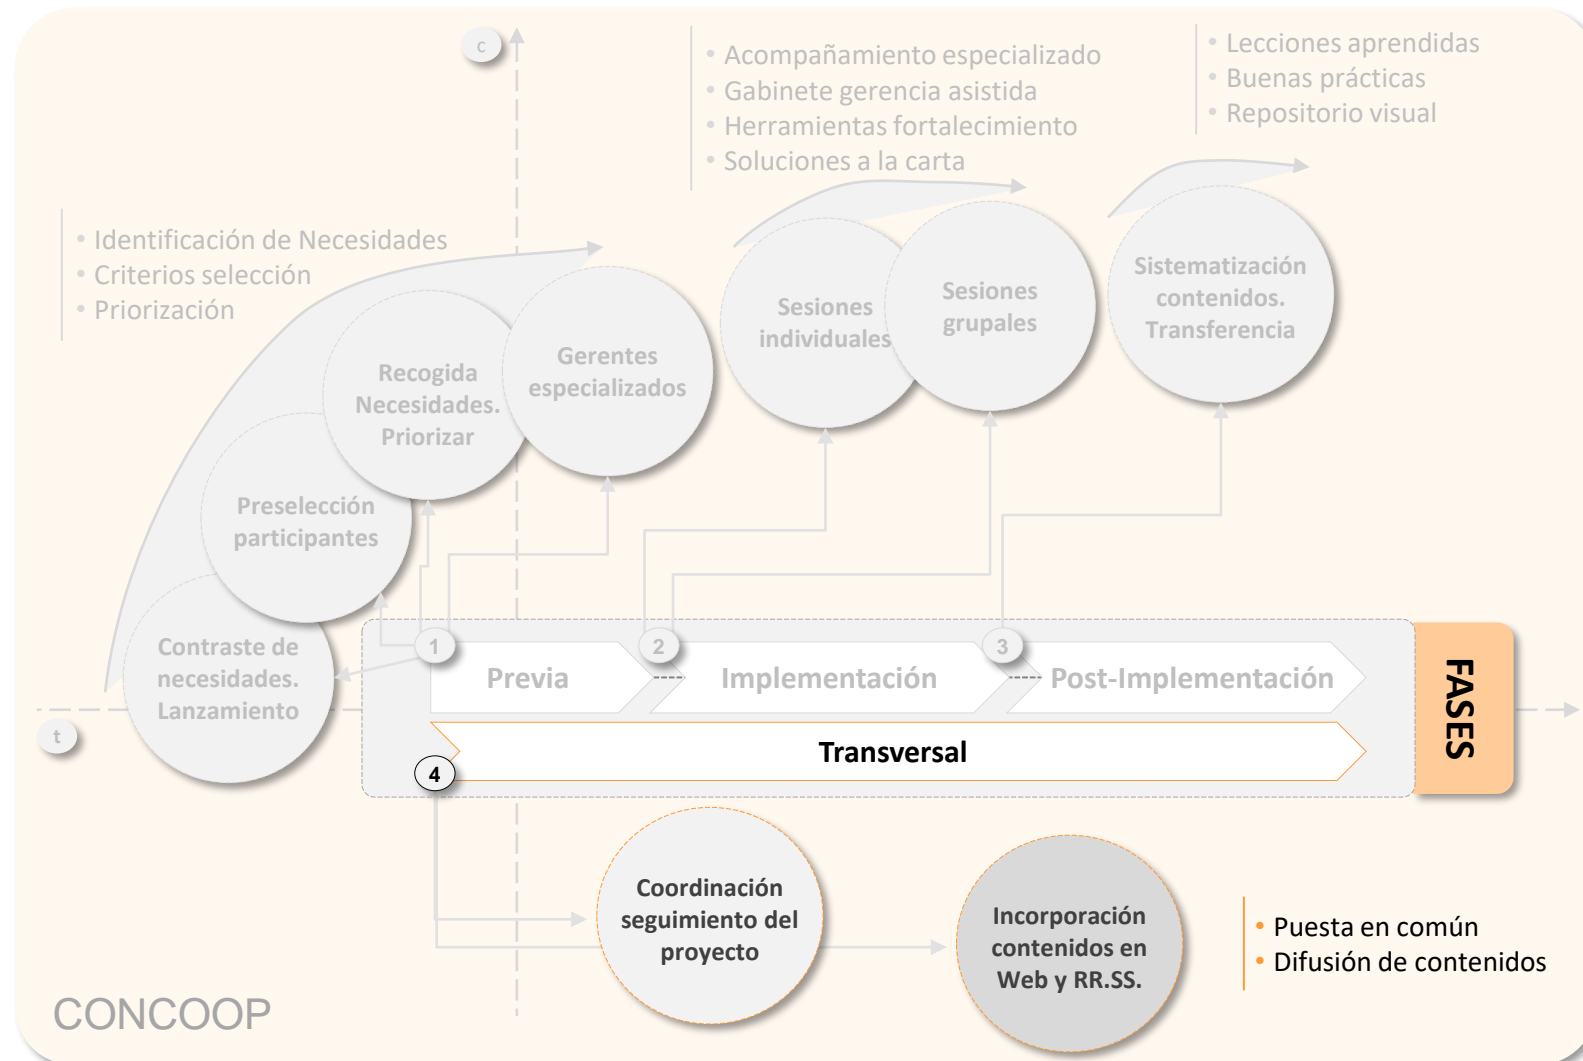 c
• Acompañamiento especializado
• Gabinete gerencia asistida
• Herramientas fortalecimiento
• Soluciones a la carta
• Lecciones aprendidas
• Buenas prácticas
• Repositorio visual
• Identificación de Necesidades
• Criterios selección
• Priorización
Contraste de
necesidades.
Lanzamiento
Preselección
participantes
Recogida
Necesidades.
Priorizar
Gerentes
especializados
Sesiones
individuales
Sesiones
grupales
Sistematización
contenidos.
Transferencia
1
Previa
2
Implementación
3
Post-Implementación
FASES
t
4
Transversal
Coordinación
seguimiento del
proyecto
Incorporación
contenidos en
Web y RR.SS.
• Puesta en común
• Difusión de contenidos
CONCOOP